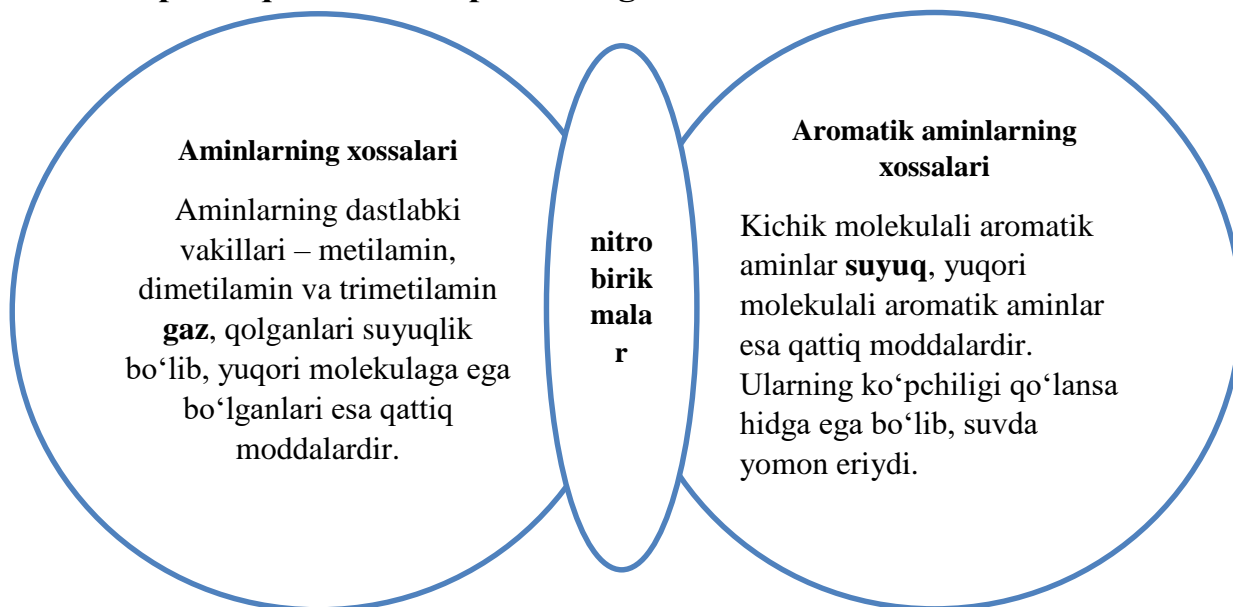 Aminlarning xossalari
Aminlarning dastlabki
vakillari – metilamin,
dimetilamin va trimetilamin
gaz, qolganlari suyuqlik
bo‘lib, yuqori molekulaga ega
bo‘lganlari esa qattiq
moddalardir.
nitro
birik
mala
r
Aromatik aminlarning
xossalari
Kichik molekulali aromatik
aminlar suyuq, yuqori
molekulali aromatik aminlar
esa qattiq moddalardir.
Ularning ko‘pchiligi qo‘lansa
hidga ega bo‘lib, suvda
yomon eriydi.